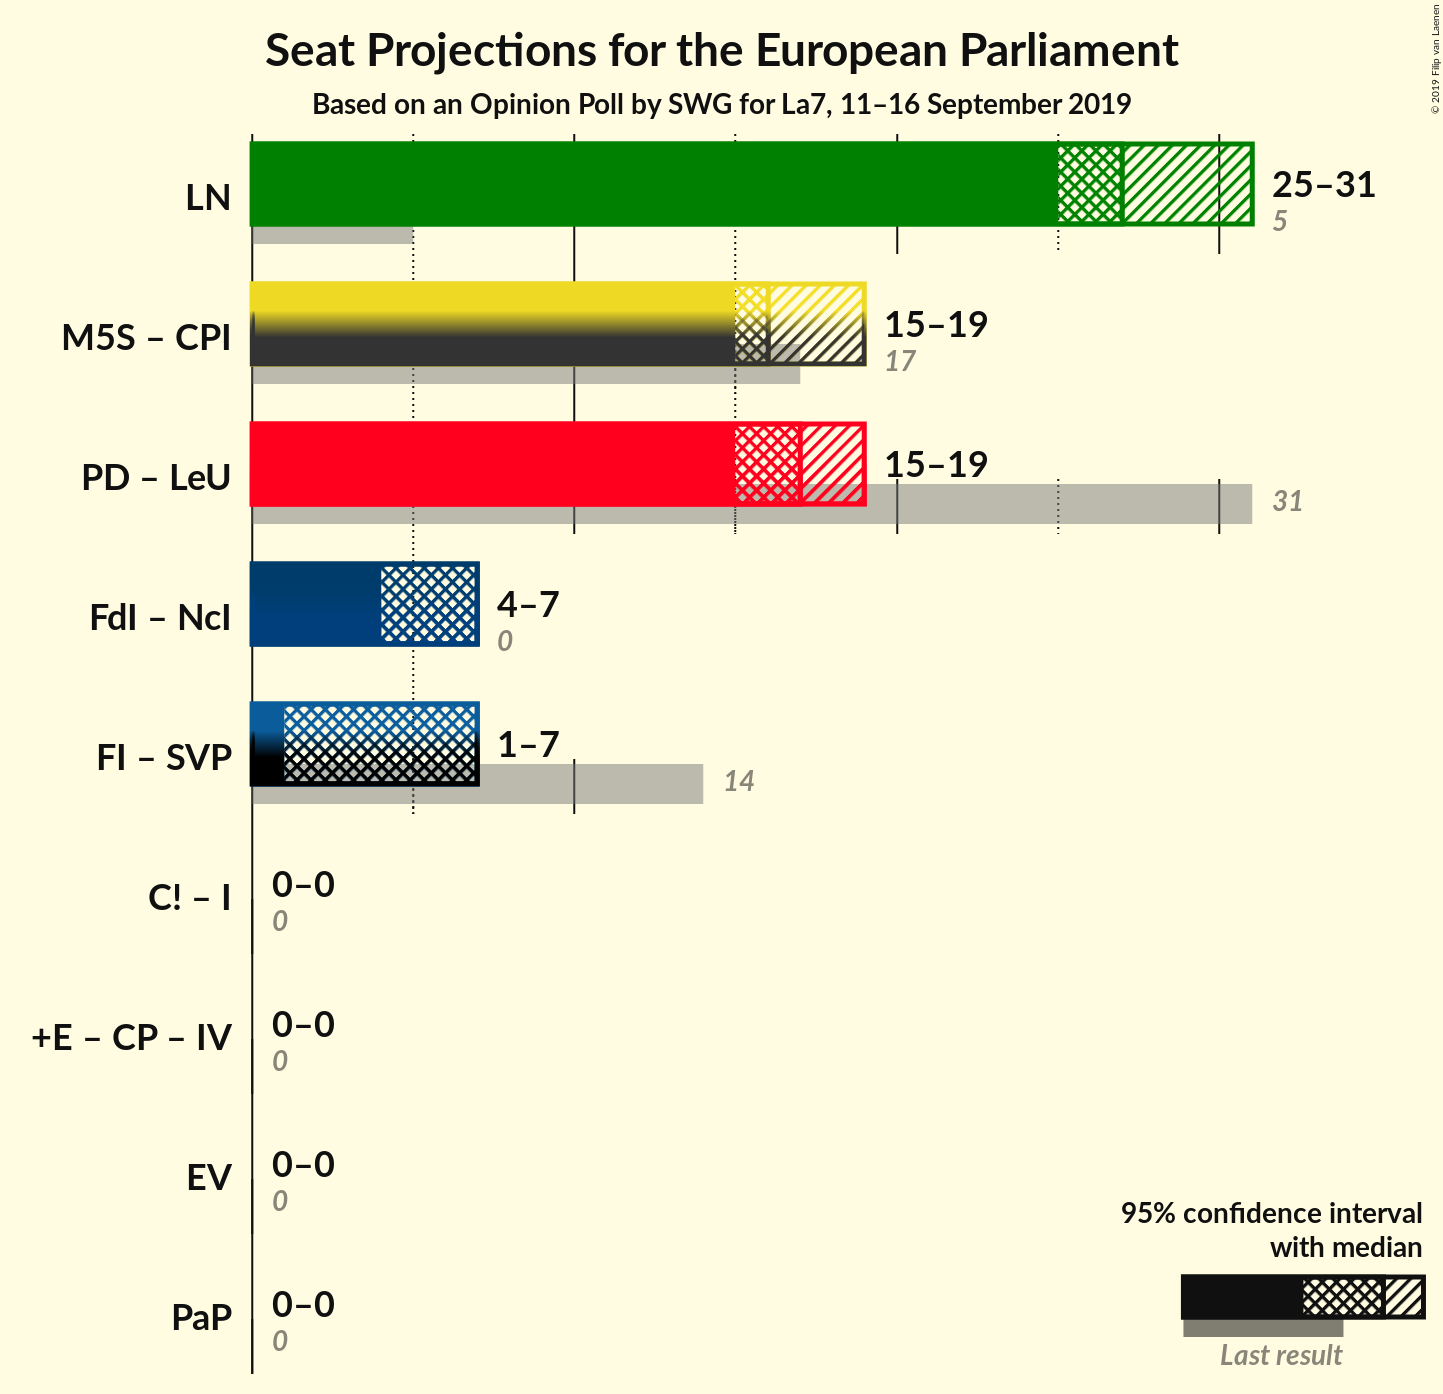 Seat Projections for the European Parliament
Based on an Opinion Poll by SWG for La7, 11–16 September 2019
© 2019 Filip van Laenen
LN
25–31
5
M5S – CPI
15–19
17
PD – LeU
15–19
31
FdI – NcI
4–7
0
FI – SVP
1–7
14
C! – I
0–0
0
+E – CP – IV
0–0
0
EV
0–0
0
PaP
0–0
0
95% confidence interval
with median
Last result